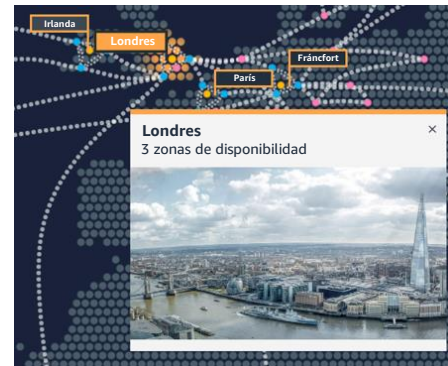 Irlanda
Londres
Fráncfort
París
Londres
3 zonas de disponibilidad
×